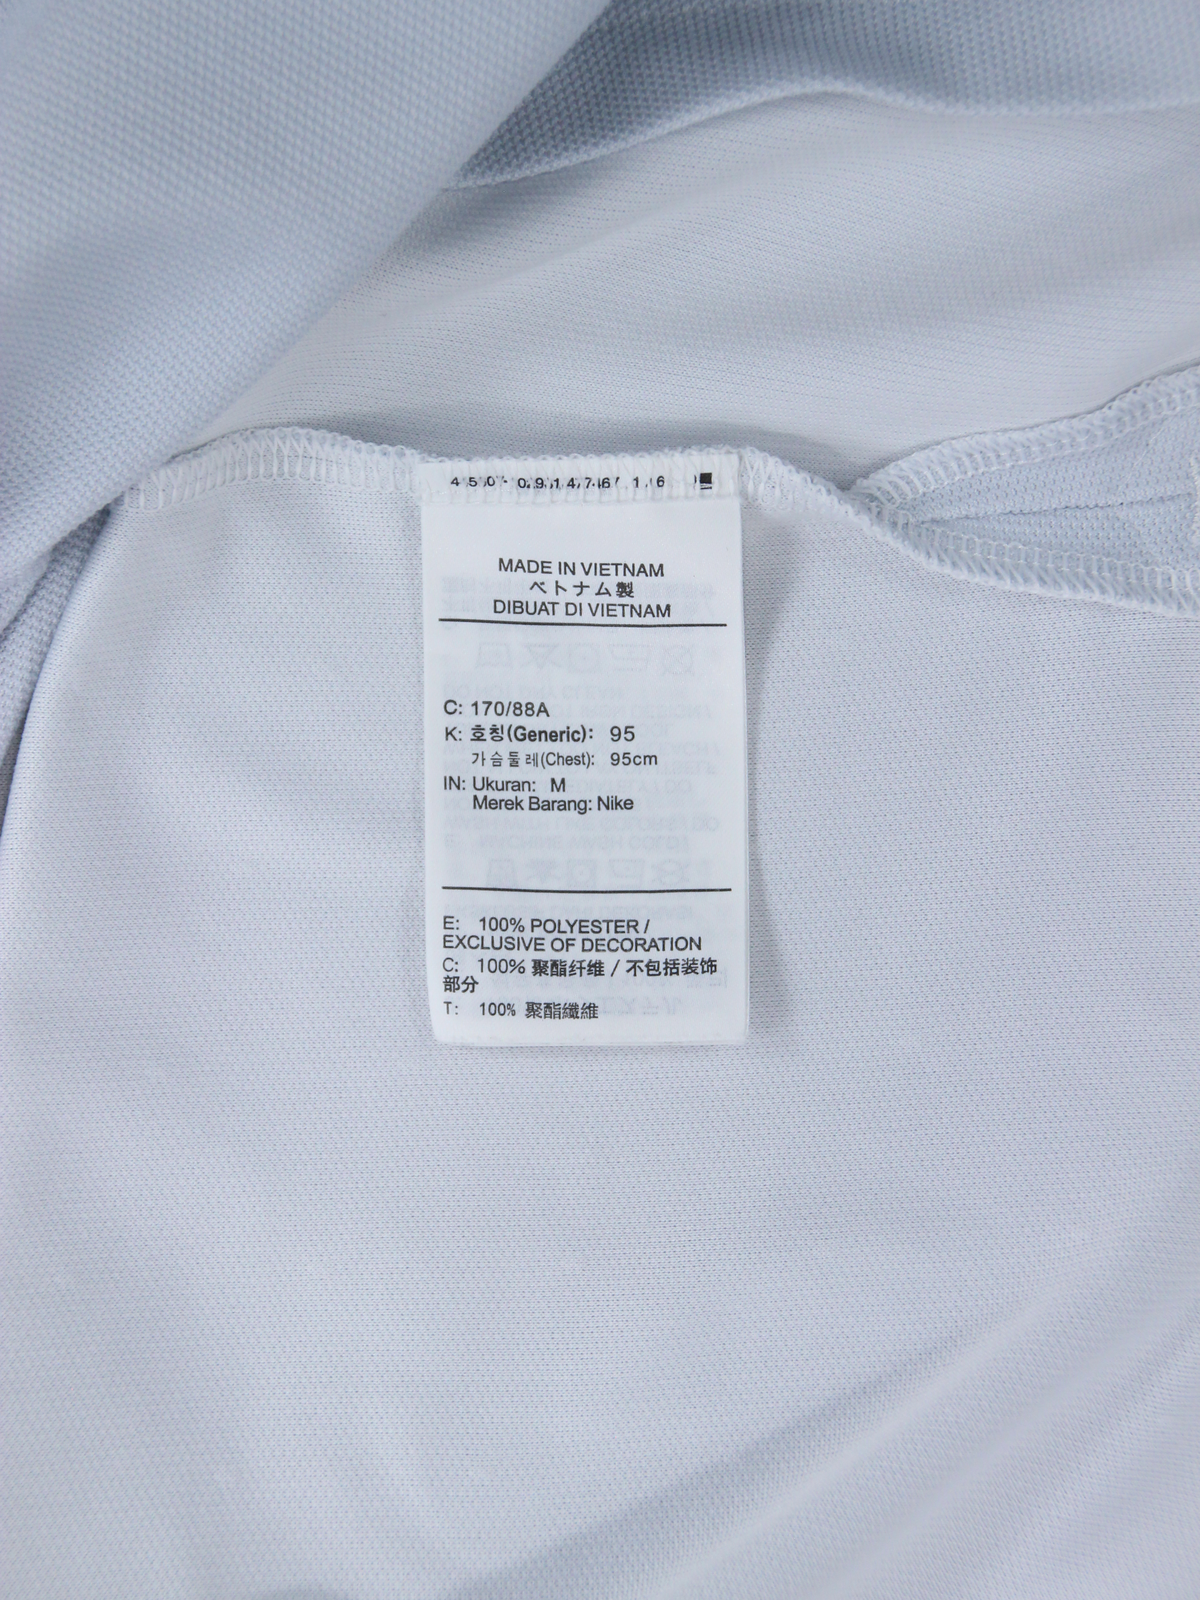 MADE IN VIETNAM
ベトナム製
DIBUAT DI VIETNAM
C: 170/88A
K: 호칭(Generic): 95
가슴둘레(Chest): 95cm
IN: Ukuran: M
Merek Barang: Nike
E: 100% POLYESTER /
EXCLUSIVE OF DECORATION
C: 100% 聚酯纤维 / 不包括装饰
部分
T: 100% 聚酯纖維